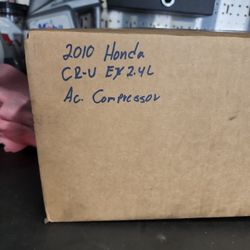 2010 Honda
CR-V EX 2.4L
Ac. Compressor